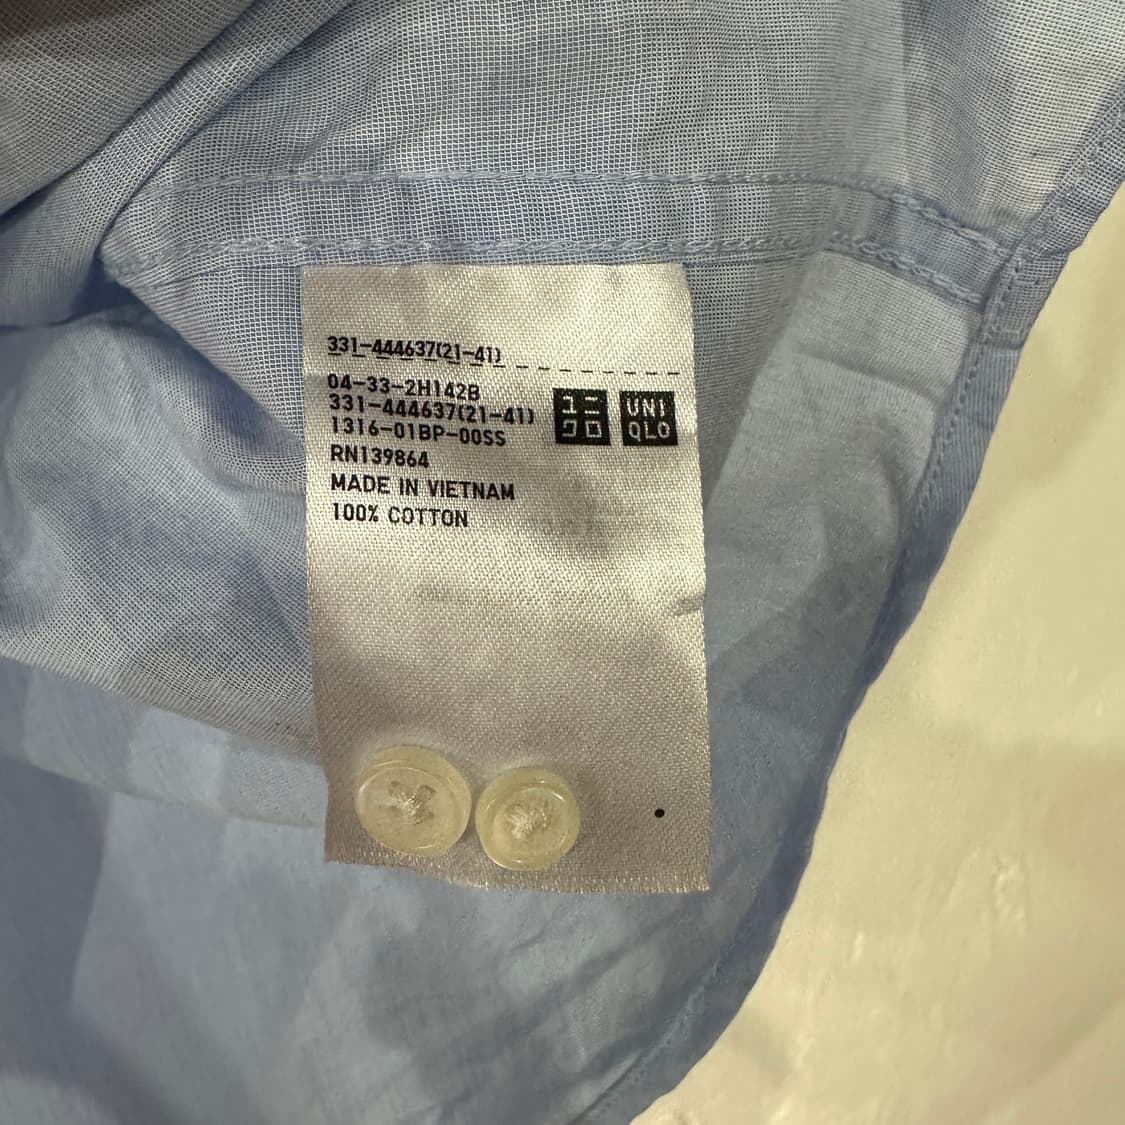 331-444637(21-41)
04-33-2H142B
331-444637(21-41)
1316-01BP-00SS
RN139864
MADE IN VIETNAM
100% COTTON
ユニ
クロ
UNI
QLO